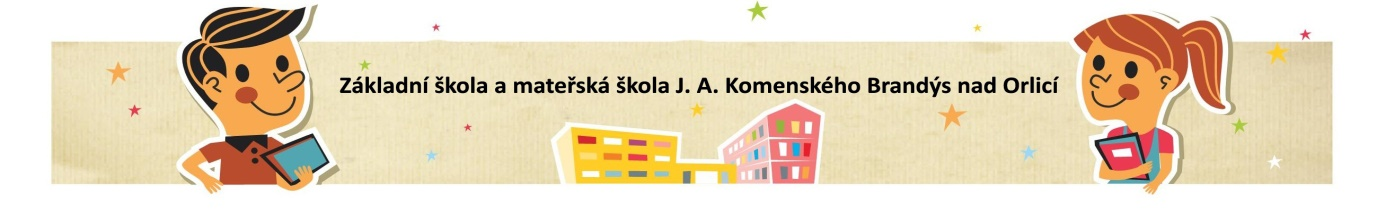 Základní škola a mateřská škola J. A. Komenského Brandýs nad Orlicí